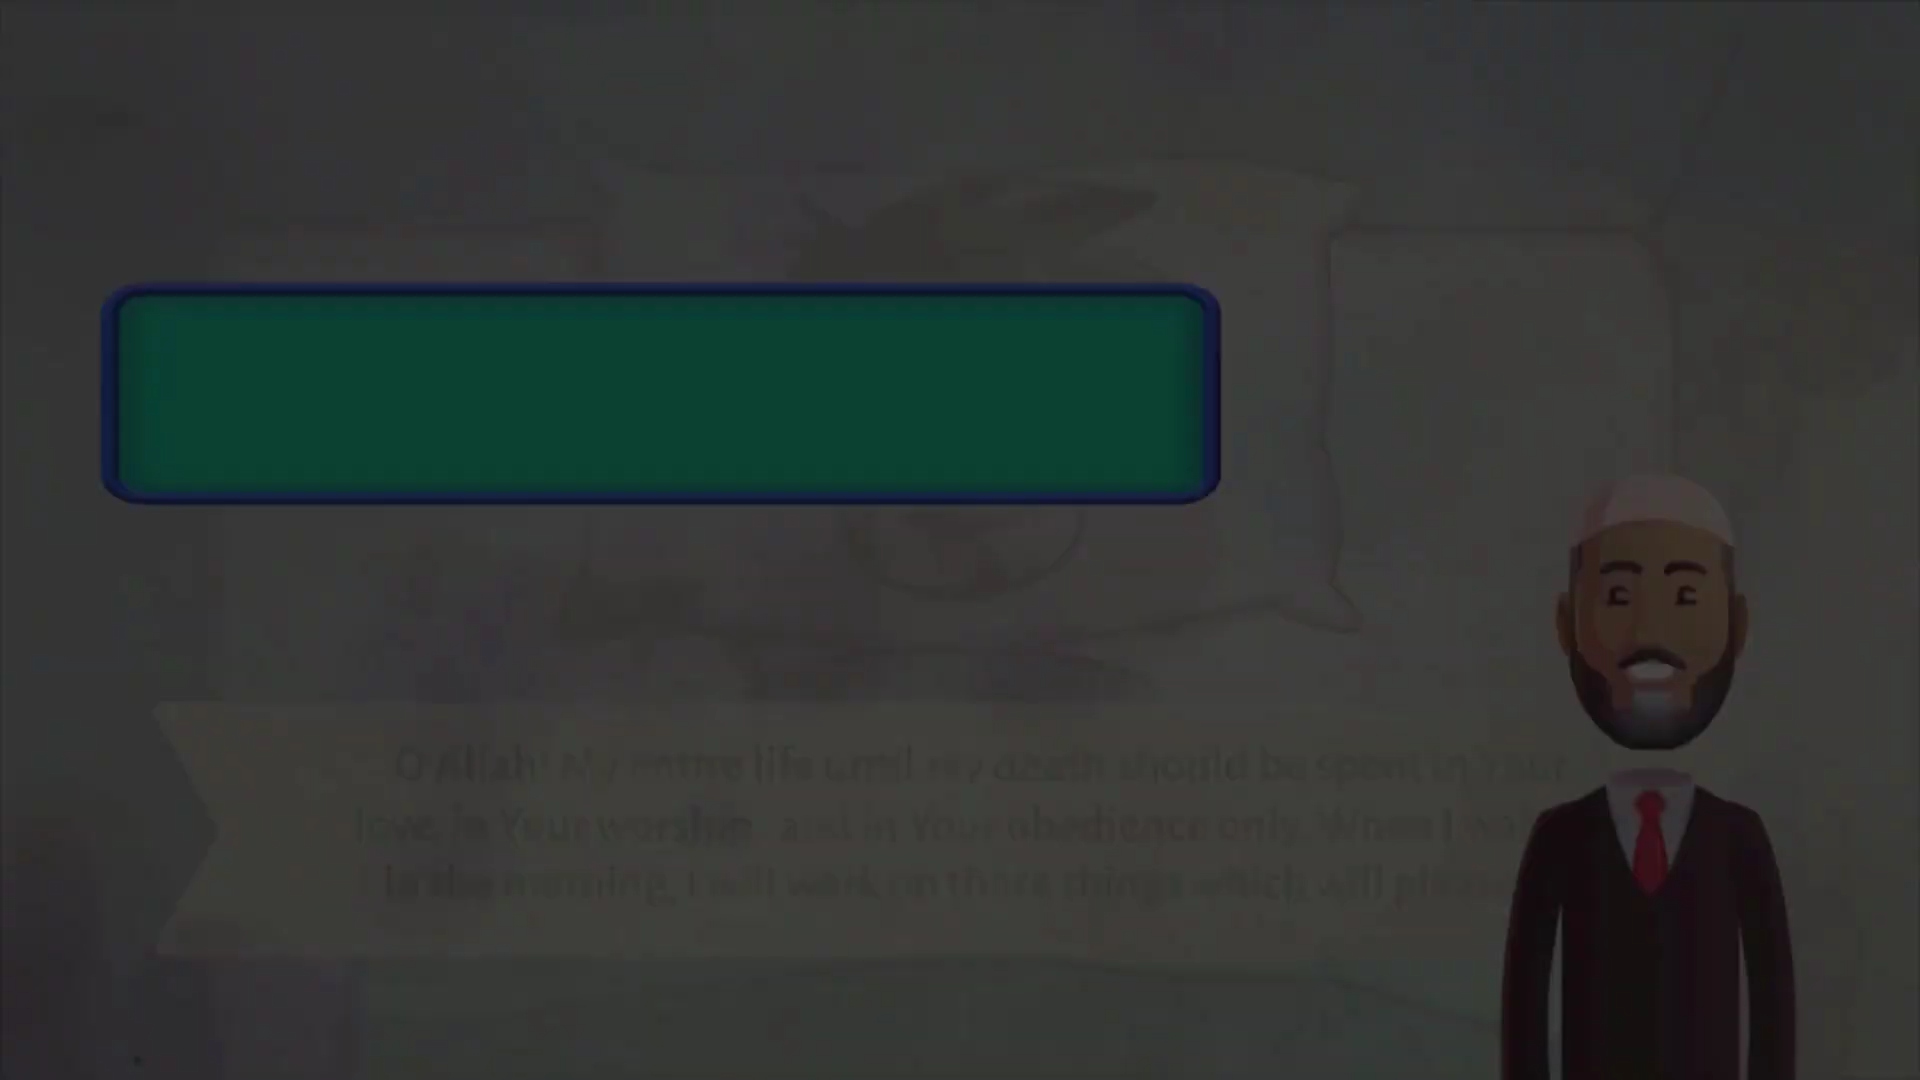 O Allah! My entire life until my death should be spent in Your
love, in Your worship, and in Your obedience only. When I
in the morning, I will work on those things which will